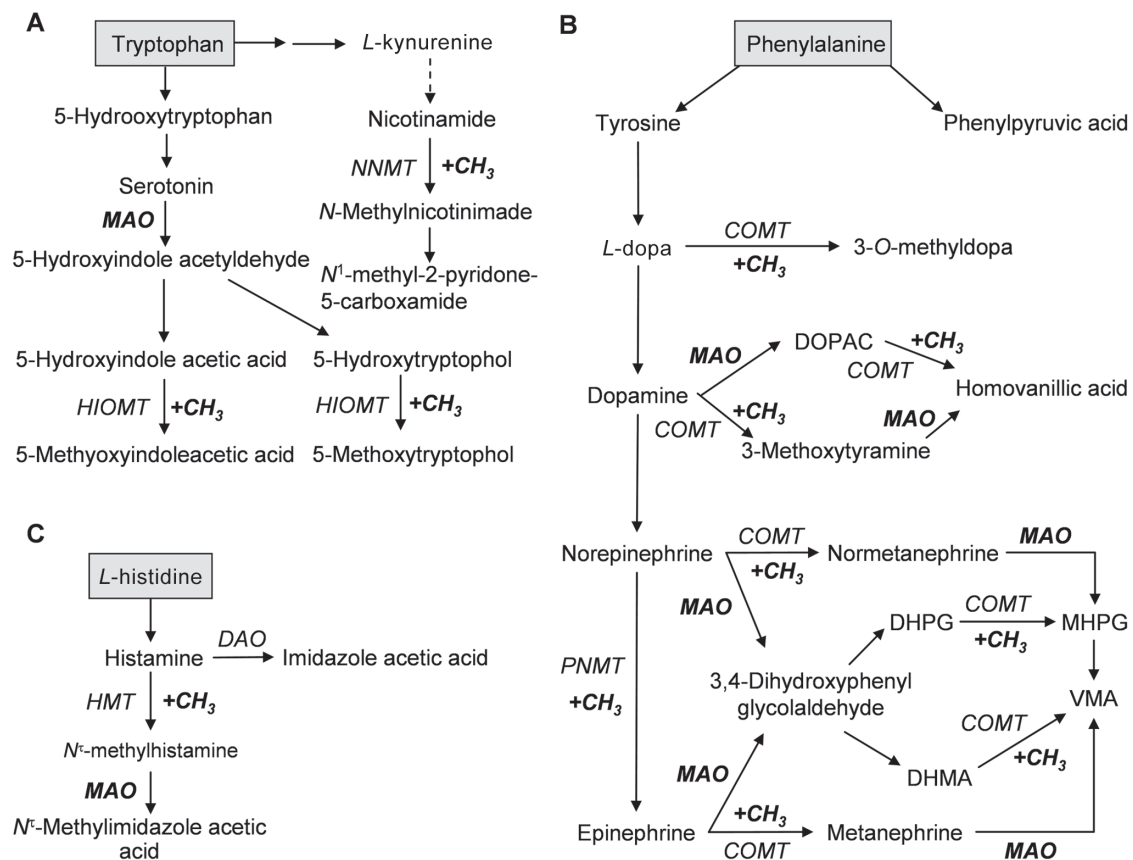 A
Tryptophan
L-kynurenine
5-Hydrooxytryptophan
Nicotinamide
NNMT
+CH3
Serotonin
MAO
N-Methylnicotinimade
5-Hydroxyindole acetyldehyde
N1-methyl-2-pyridone-
5-carboxamide
5-Hydroxyindole acetic acid
5-Hydroxytryptophol
HIOMT
+CH3
HIOMT
+CH3
5-Methyoxyindoleacetic acid
5-Methoxytryptophol
B
Phenylalanine
Tyrosine
Phenylpyruvic acid
L-dopa
COMT
+CH3
3-O-methyldopa
MAO
DOPAC
+CH3
COMT
Dopamine
Homovanillic acid
+CH3
COMT
MAO
3-Methoxytyramine
Norepinephrine
COMT
+CH3
Normetanephrine
MAO
MAO
DHPG
COMT
+CH3
MHPG
PNMT
+CH3
3,4-Dihydroxyphenyl
glycolaldehyde
VMA
COMT
+CH3
MAO
DHMA
Epinephrine
+CH3
COMT
Metanephrine
MAO
C
L-histidine
Histamine
DAO
Imidazole acetic acid
HMT
+CH3
Nτ-methylhistamine
MAO
Nτ-Methylimidazole acetic
acid